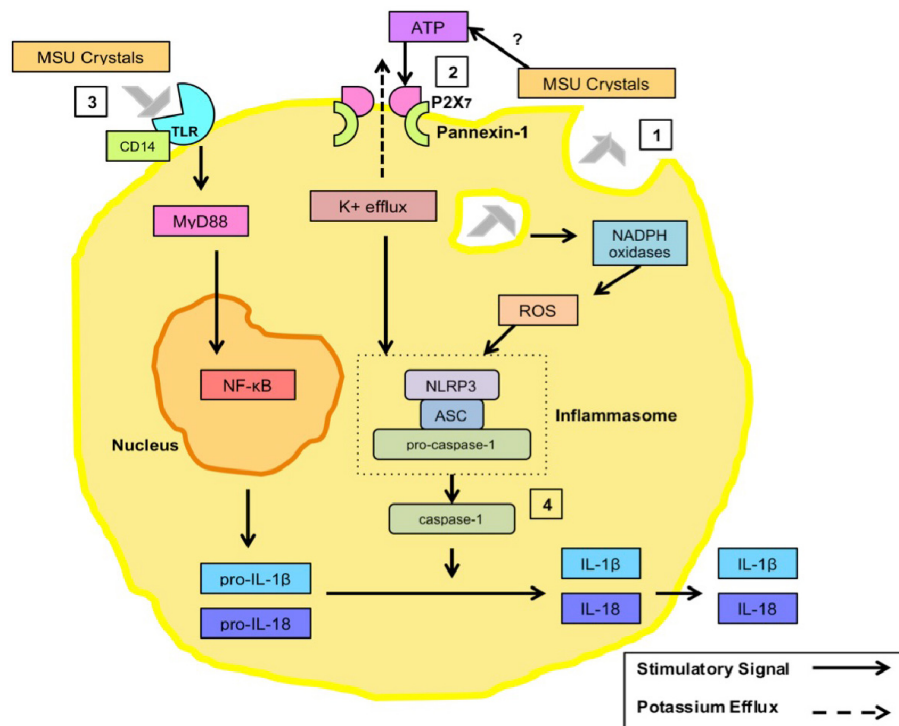 ATP
?
MSU Crystals
MSU Crystals
2
3
P2X7
TLR
Pannexin-1
1
CD14
MyD88
K+ efflux
NADPH
oxidases
ROS
NF-κB
NLRP3
ASC
Inflammasome
pro-caspase-1
Nucleus
4
caspase-1
pro-IL-1β
IL-1β
IL-1β
pro-IL-18
IL-18
IL-18
Stimulatory Signal
Potassium Efflux